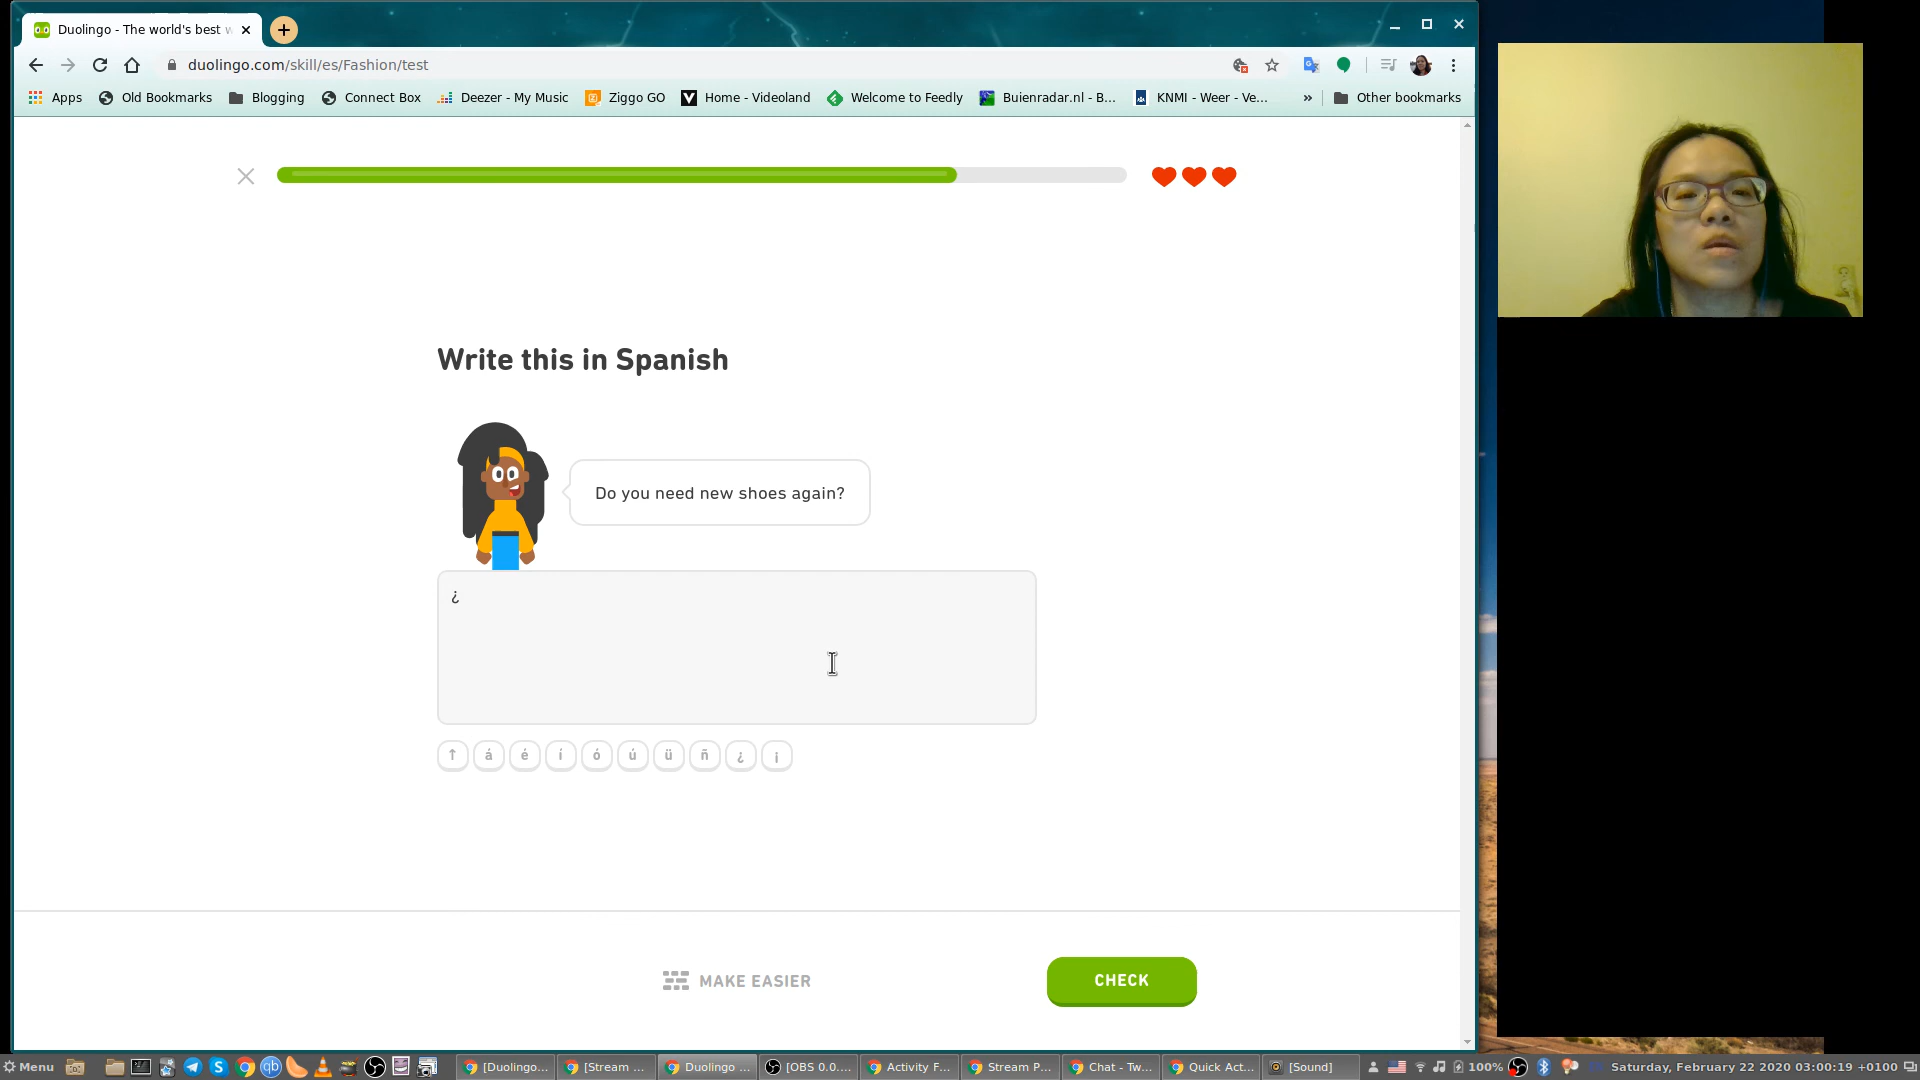 Duolingo - The world's best w
duolingo.com/skill/es/Fashion/test
Apps Old Bookmarks Blogging Connect Box Deezer - My Music Ziggo GO Home - Videoland Welcome to Feedly Buienradar.nl - B... KNMI - Weer - Ve... » Other bookmarks
Write this in Spanish
Do you need new shoes again?
¿
↑ á é í ó ú ü ñ ¿ ¡
MAKE EASIER
CHECK
Menu [Duolingo... [Stream ... Duolingo ... [OBS 0.0.... Activity F... Stream P... Chat - Tw... Quick Act... [Sound] 100% Saturday, February 22 2020 03:00:19 +0100